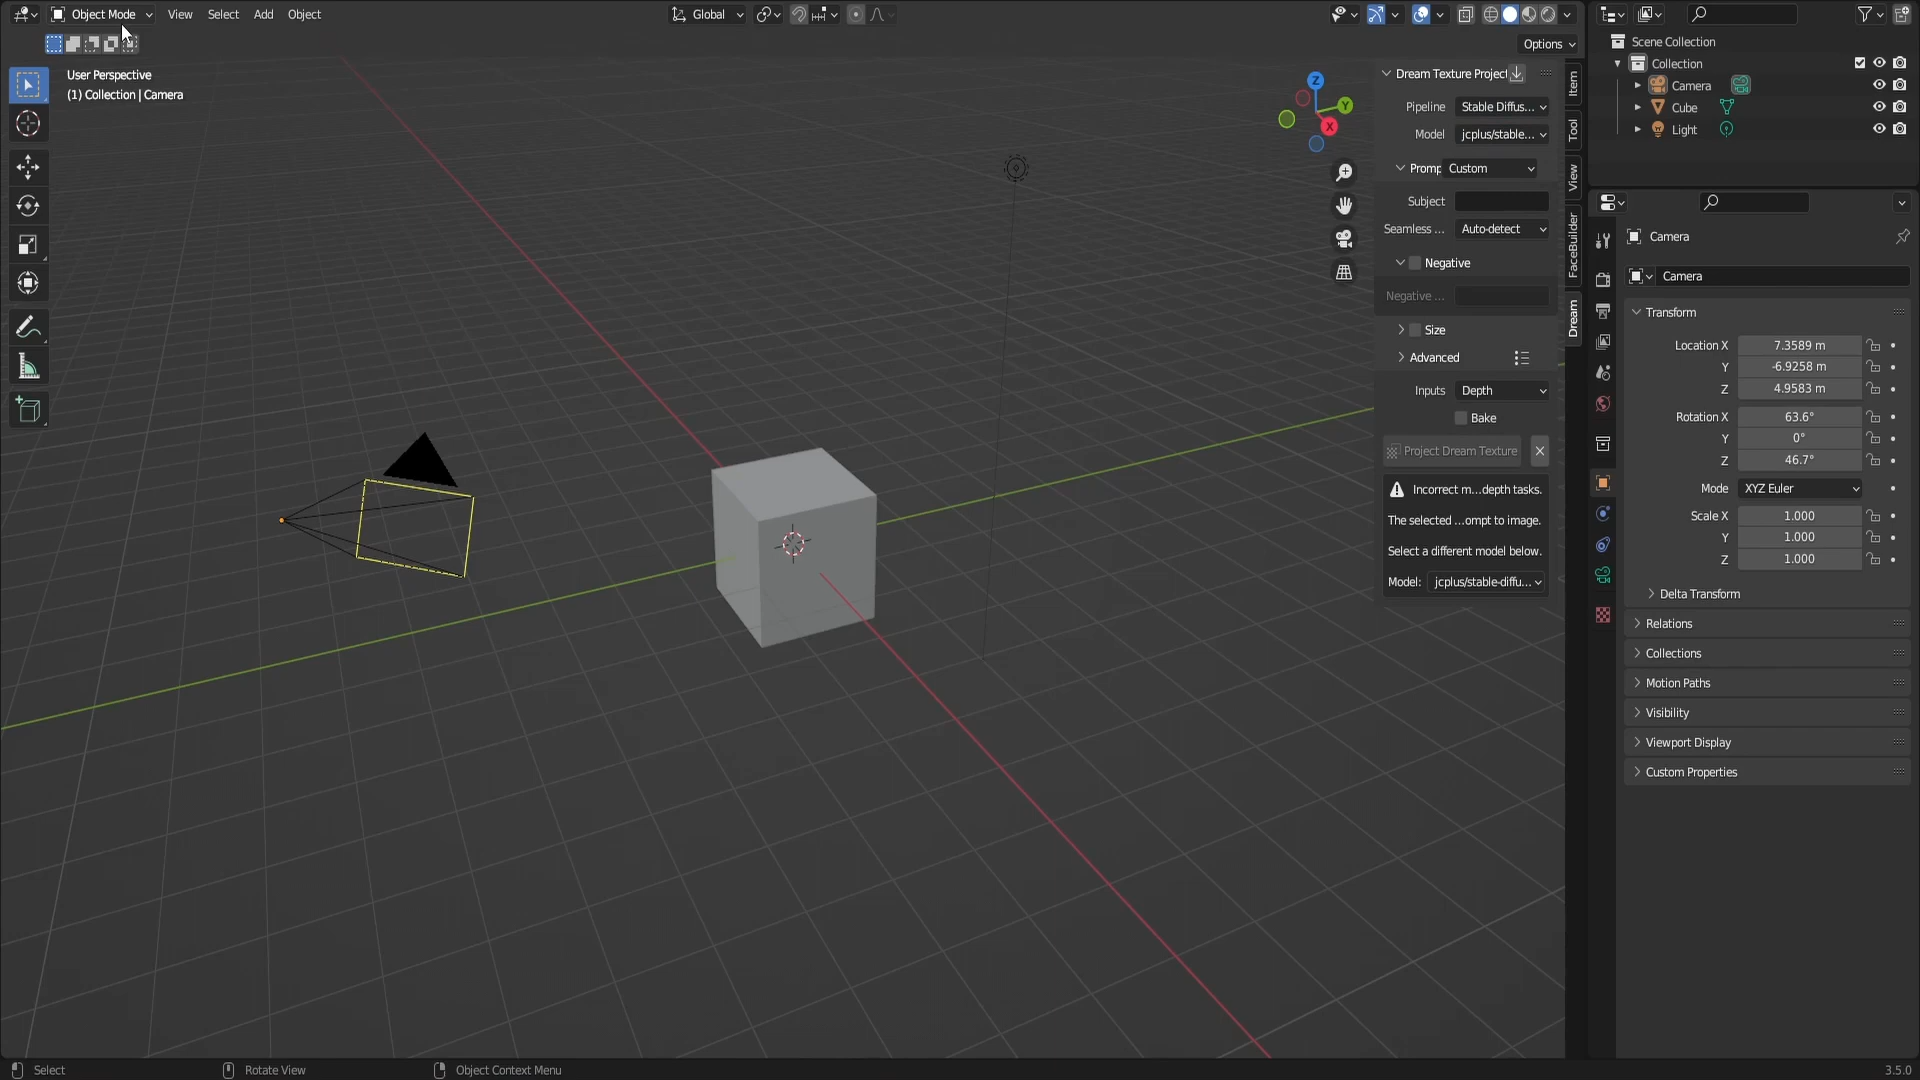 Object Mode View Select Add Object Global
Options
User Perspective
(1) Collection | Camera
Z
Y
X
Dream Texture Project
Pipeline Stable Diffus...
Model jcplus/stable...
Promp Custom
Subject
Seamless ... Auto-detect
Negative
Negative ...
Size
Advanced
Inputs Depth
Bake
Project Dream Texture
Incorrect m...depth tasks.
The selected ...ompt to image.
Select a different model below.
Model: jcplus/stable-diffu...
Item
Tool
View
FaceBuilder
Dream
Scene Collection
Collection
Camera
Cube
Light
Camera
Camera
Transform
Location X 7.3589 m
Y -6.9258 m
Z 4.9583 m
Rotation X 63.6°
Y 0°
Z 46.7°
Mode XYZ Euler
Scale X 1.000
Y 1.000
Z 1.000
Delta Transform
Relations
Collections
Motion Paths
Visibility
Viewport Display
Custom Properties
Select Rotate View Object Context Menu 3.5.0